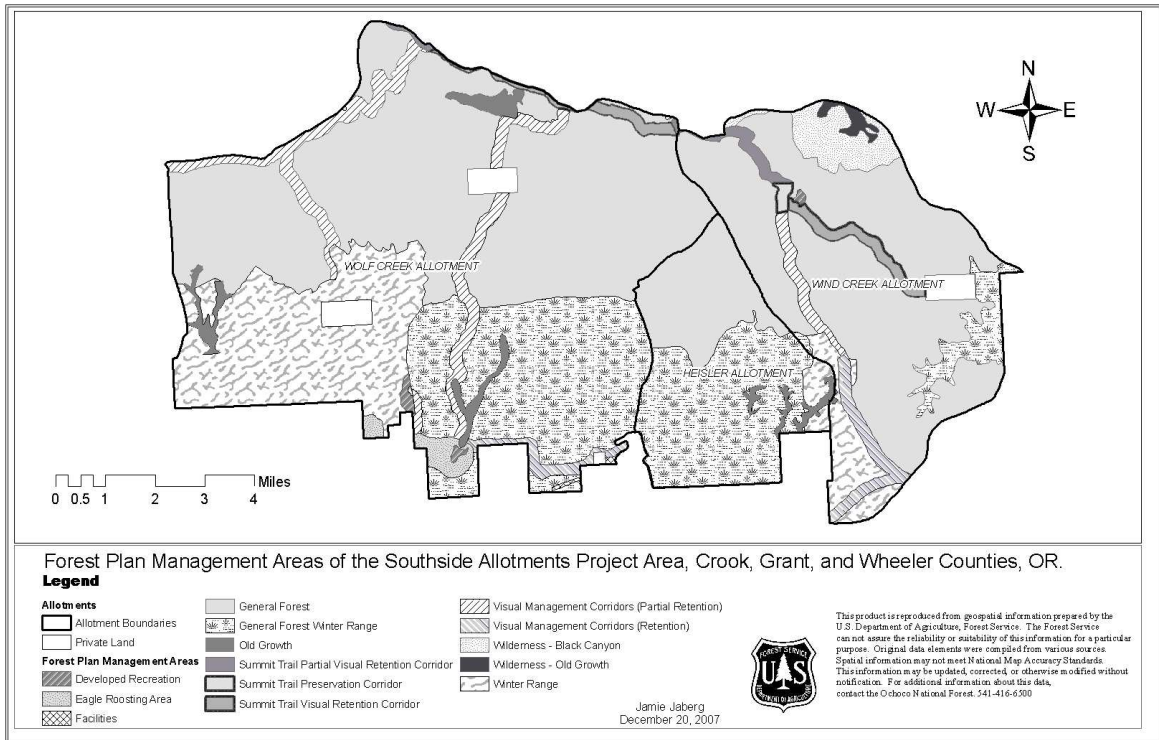 N
W E
S
WOLF CREEK ALLOTMENT
WIND CREEK ALLOTMENT
HEISLER ALLOTMENT
Miles
0 0.5 1 2 3 4
Forest Plan Management Areas of the Southside Allotments Project Area, Crook, Grant, and Wheeler Counties, OR.
Legend
Allotments
Allotment Boundaries
Private Land
Forest Plan Management Areas
Developed Recreation
Eagle Roosting Area
Facilities
General Forest
General Forest Winter Range
Old Growth
Summit Trail Partial Visual Retention Corridor
Summit Trail Preservation Corridor
Summit Trail Visual Retention Corridor
Visual Management Corridors (Partial Retention)
Visual Management Corridors (Retention)
Wilderness - Black Canyon
Wilderness - Old Growth
Winter Range
Jamie Jaberg
December 20, 2007
FOREST SERVICE
U S
DEPARTMENT OF AGRICULTURE
This product is reproduced from geospatial information prepared by the
U.S. Department of Agriculture, Forest Service. The Forest Service
can not assure the reliability or suitability of this information for a particular
purpose. Original data elements were compiled from various sources.
Spatial information may not meet National Map Accuracy Standards.
This information may be updated, corrected, or otherwise modified without
notification. For additional information about this data,
contact the Ochoco National Forest. 541-416-6500